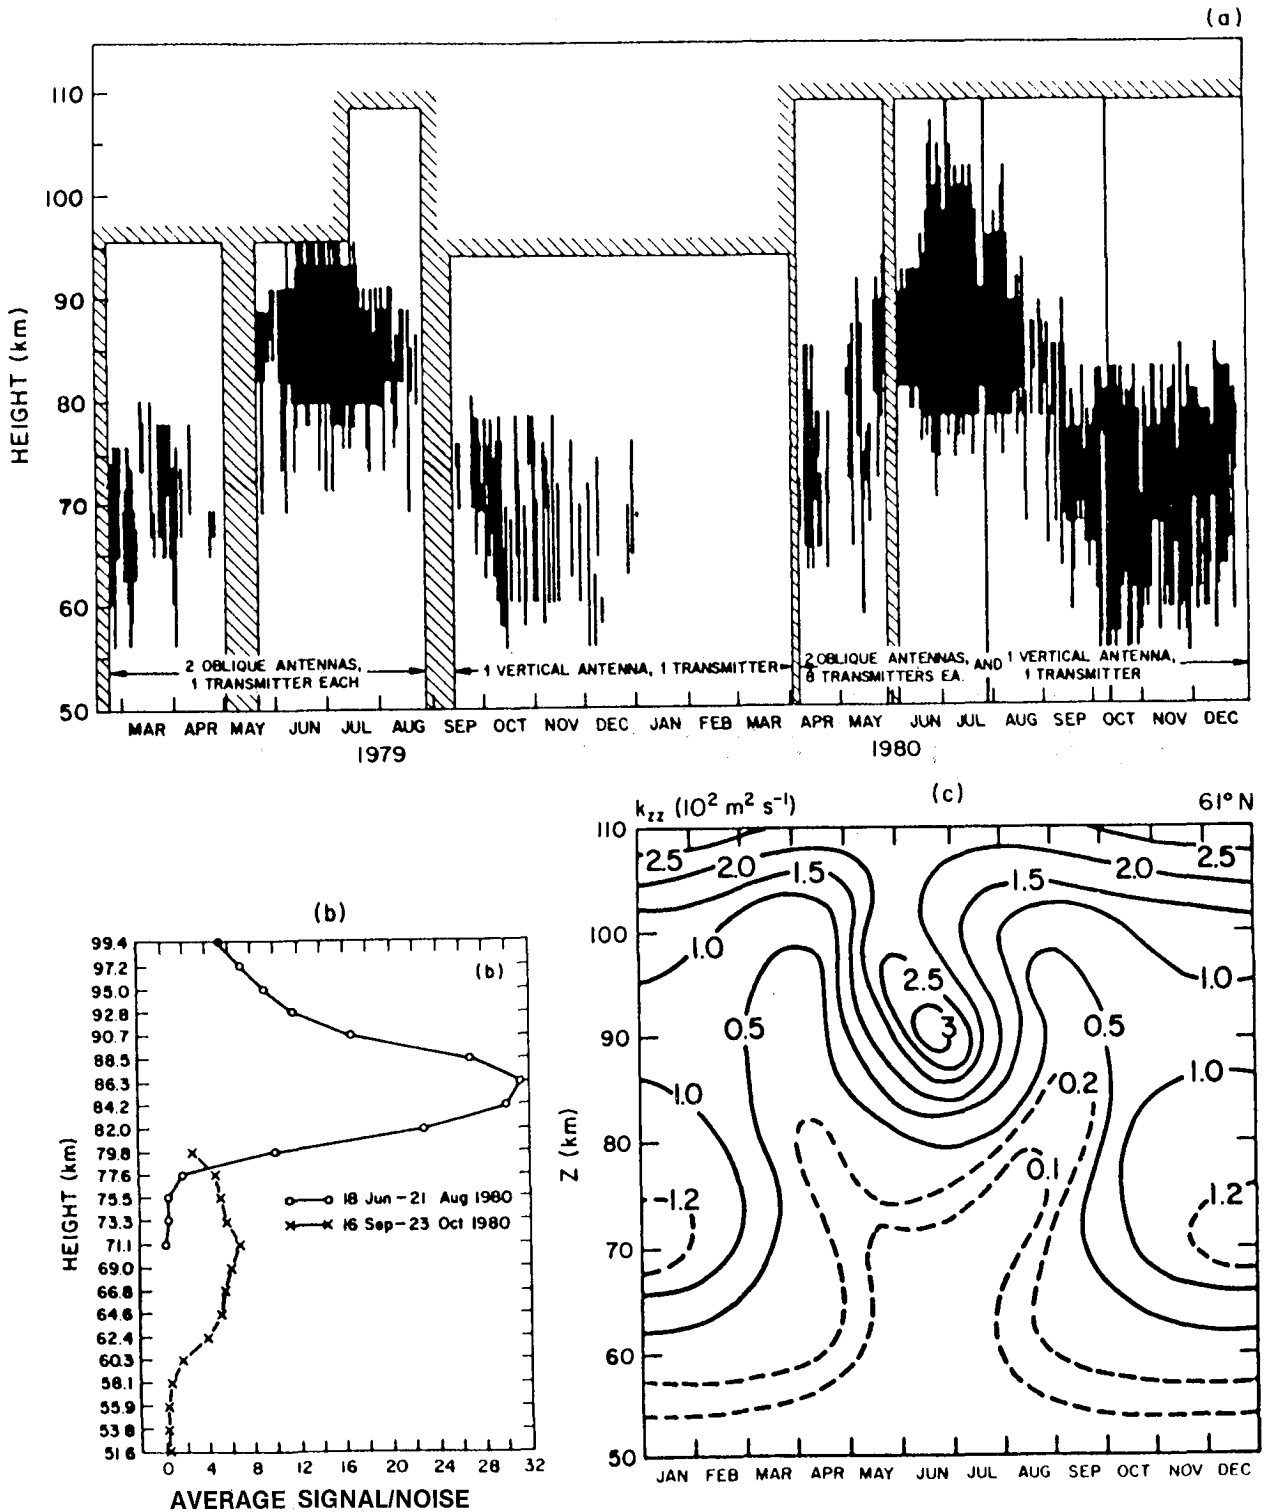 (a)
110
100
90
80
70
60
50
HEIGHT (km)
2 OBLIQUE ANTENNAS,
1 TRANSMITTER EACH
1 VERTICAL ANTENNA, 1 TRANSMITTER
2 OBLIQUE ANTENNAS, AND 1 VERTICAL ANTENNA,
8 TRANSMITTERS EA. 1 TRANSMITTER
MAR APR MAY JUN JUL AUG SEP OCT NOV DEC JAN FEB MAR APR MAY JUN JUL AUG SEP OCT NOV DEC
1979 1980
(b)
(b)
99.4
97.2
95.0
92.8
90.7
88.5
86.3
84.2
82.0
79.8
77.6
75.5
73.3
71.1
69.0
66.8
64.6
62.4
60.3
58.1
55.9
53.8
51.6
HEIGHT (km)
18 Jun-21 Aug 1980
16 Sep-23 Oct 1980
0 4 8 12 16 20 24 28 32
AVERAGE SIGNAL/NOISE
kzz (10² m² s⁻¹) (c) 61° N
110
100
90
80
70
60
50
Z (km)
2.5 2.0 1.5 1.5 2.0 2.5
1.0 1.0
2.5
3
0.5 0.5
1.0 0.2 1.0
0.1
1.2 1.2
JAN FEB MAR APR MAY JUN JUL AUG SEP OCT NOV DEC